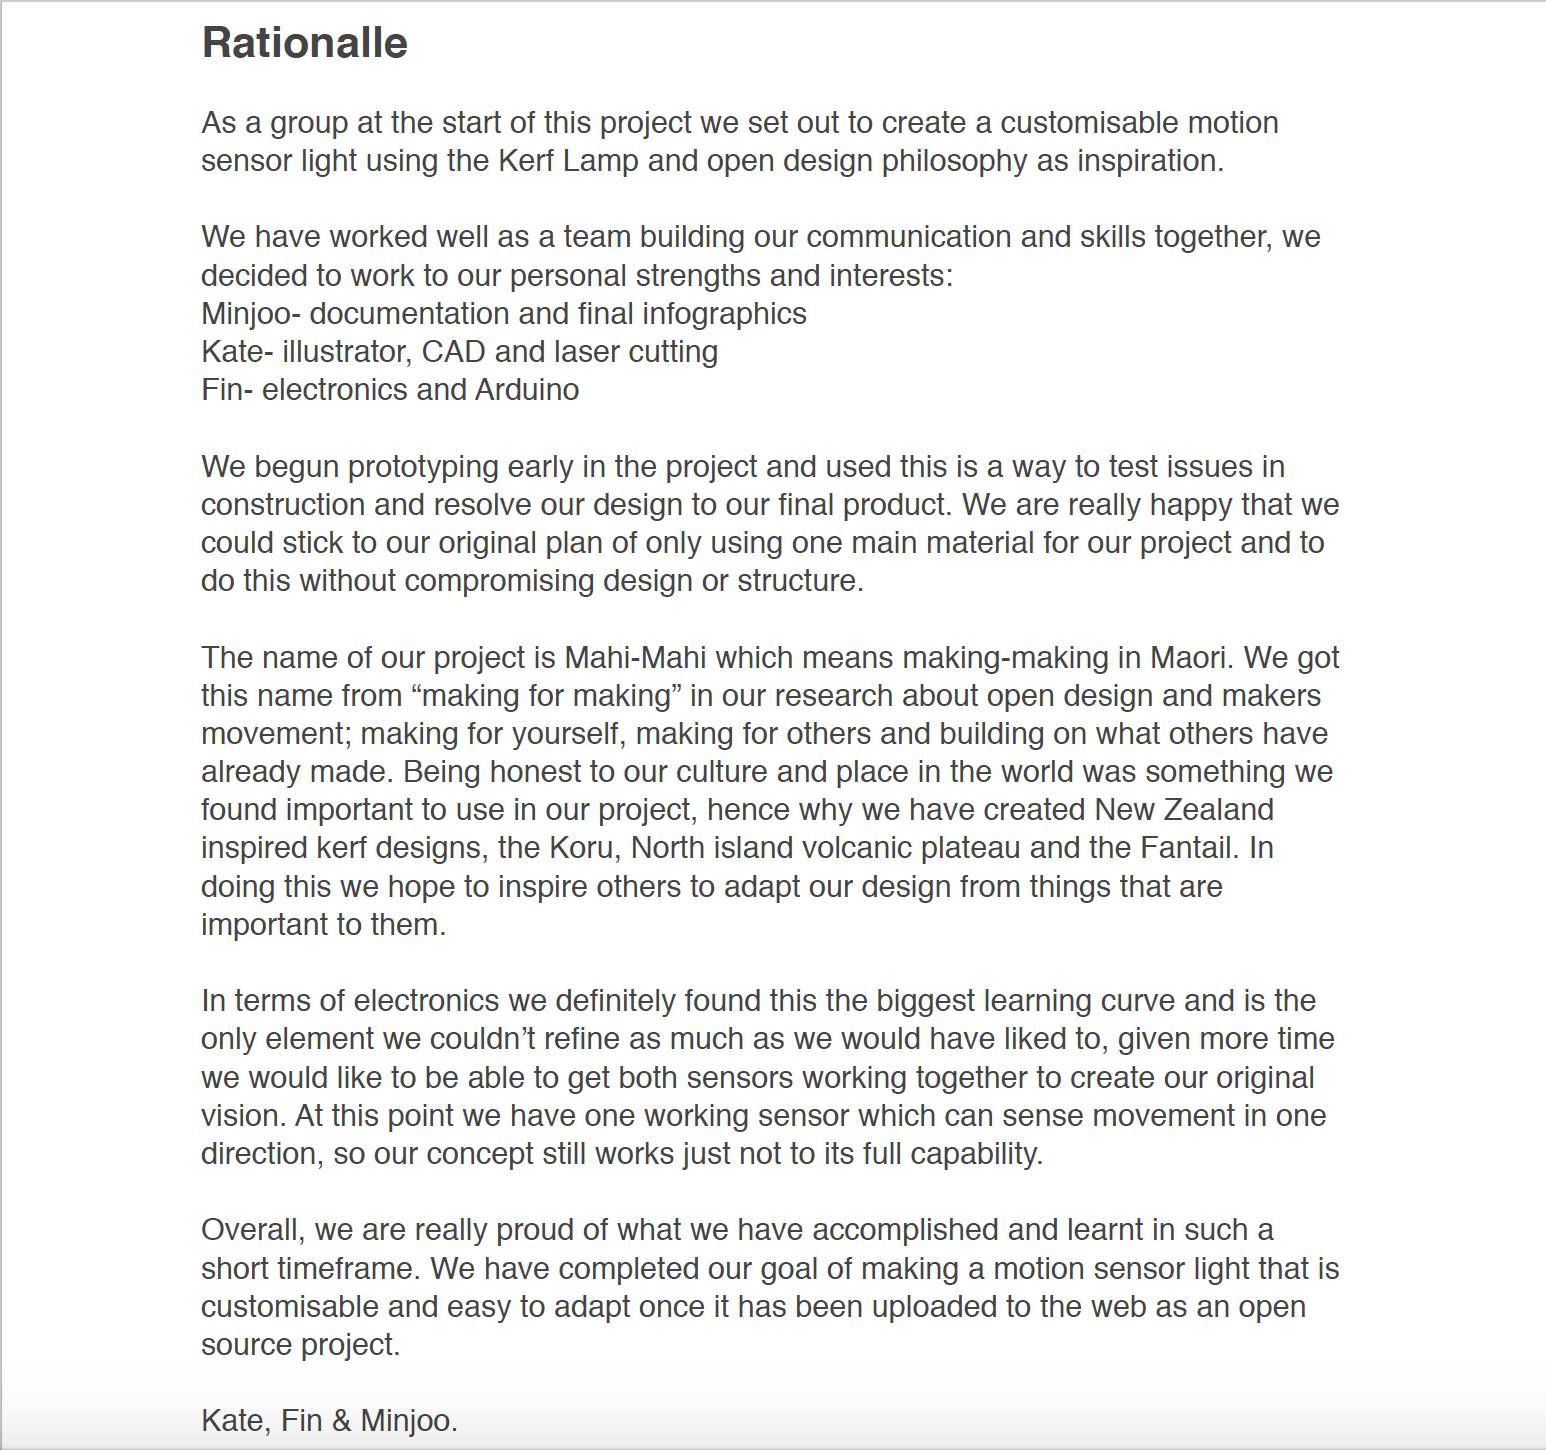 Rationalle
As a group at the start of this project we set out to create a customisable motion
sensor light using the Kerf Lamp and open design philosophy as inspiration.
We have worked well as a team building our communication and skills together, we
decided to work to our personal strengths and interests:
Minjoo- documentation and final infographics
Kate- illustrator, CAD and laser cutting
Fin- electronics and Arduino
We begun prototyping early in the project and used this is a way to test issues in
construction and resolve our design to our final product. We are really happy that we
could stick to our original plan of only using one main material for our project and to
do this without compromising design or structure.
The name of our project is Mahi-Mahi which means making-making in Maori. We got
this name from “making for making” in our research about open design and makers
movement; making for yourself, making for others and building on what others have
already made. Being honest to our culture and place in the world was something we
found important to use in our project, hence why we have created New Zealand
inspired kerf designs, the Koru, North island volcanic plateau and the Fantail. In
doing this we hope to inspire others to adapt our design from things that are
important to them.
In terms of electronics we definitely found this the biggest learning curve and is the
only element we couldn’t refine as much as we would have liked to, given more time
we would like to be able to get both sensors working together to create our original
vision. At this point we have one working sensor which can sense movement in one
direction, so our concept still works just not to its full capability.
Overall, we are really proud of what we have accomplished and learnt in such a
short timeframe. We have completed our goal of making a motion sensor light that is
customisable and easy to adapt once it has been uploaded to the web as an open
source project.
Kate, Fin & Minjoo.